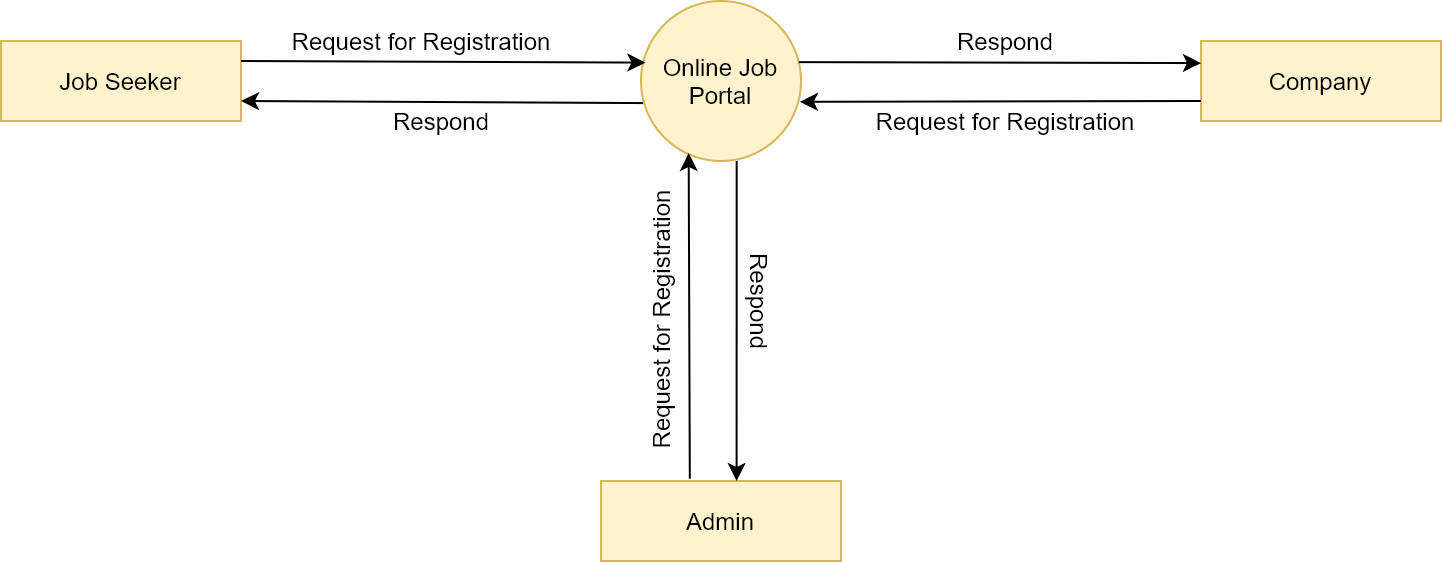 Request for Registration
Respond
Job Seeker
Online Job
Portal
Company
Respond
Request for Registration
Request for Registration
Respond
Admin